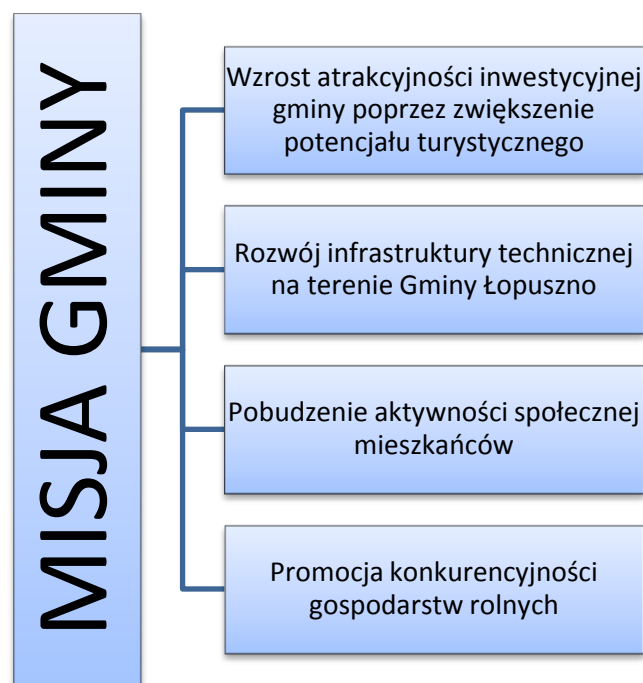 MISJA GMINY
Wzrost atrakcyjności inwestycyjnej
gminy poprzez zwiększenie
potencjału turystycznego
Rozwój infrastruktury technicznej
na terenie Gminy Łopuszno
Pobudzenie aktywności społecznej
mieszkańców
Promocja konkurencyjności
gospodarstw rolnych